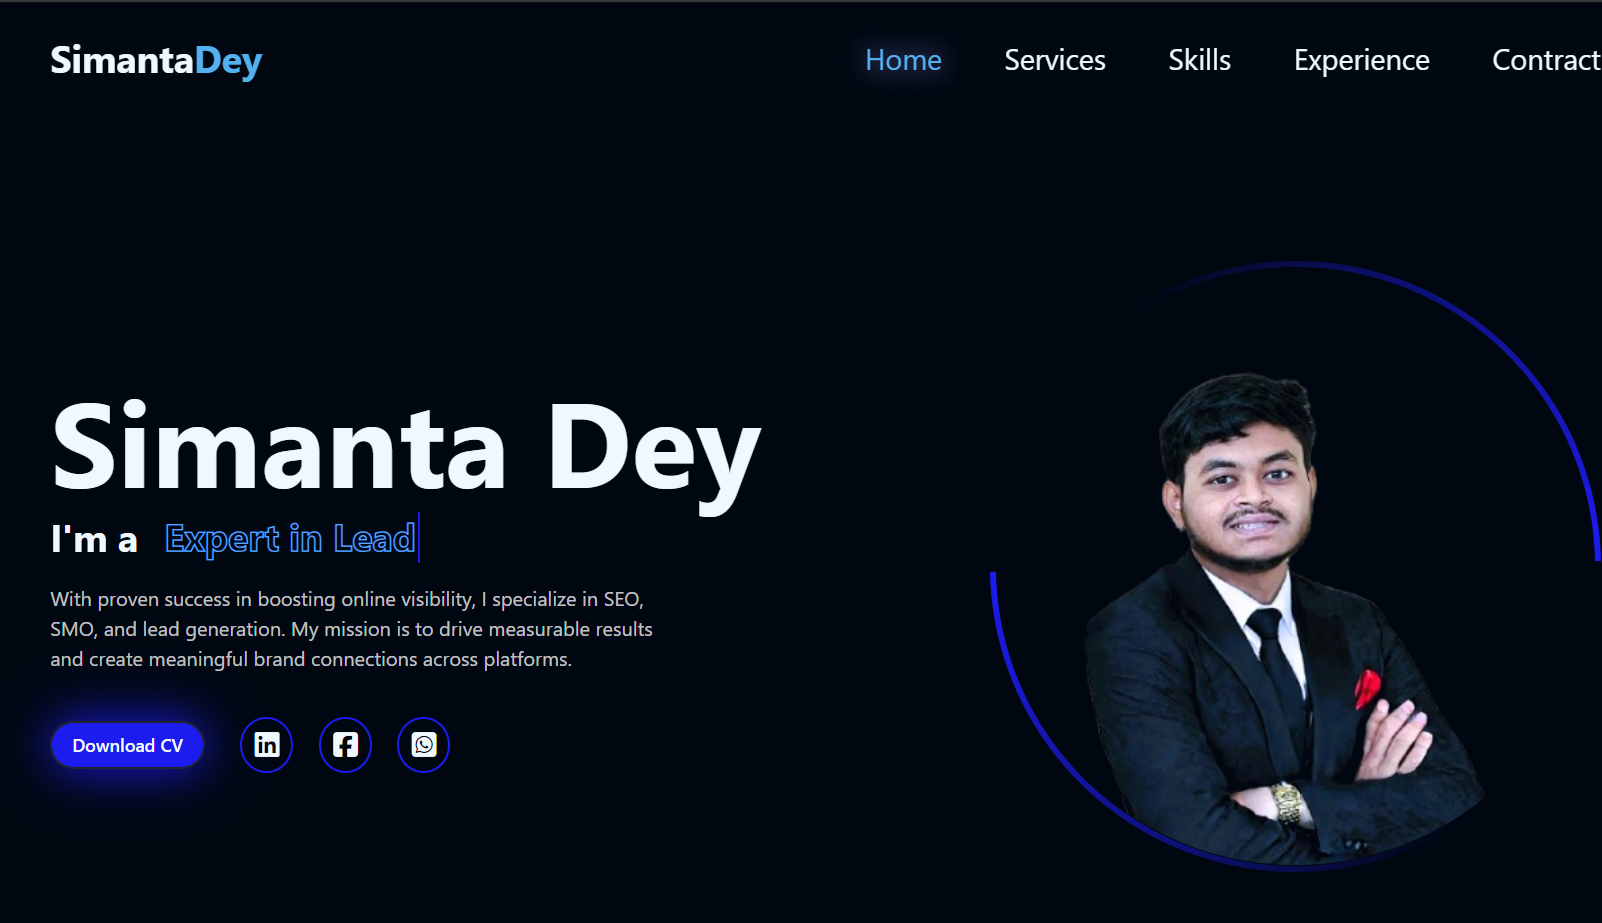 SimantaDey
Home Services Skills Experience Contract
Simanta Dey
I'm a Expert in Lead
With proven success in boosting online visibility, I specialize in SEO,
SMO, and lead generation. My mission is to drive measurable results
and create meaningful brand connections across platforms.
Download CV